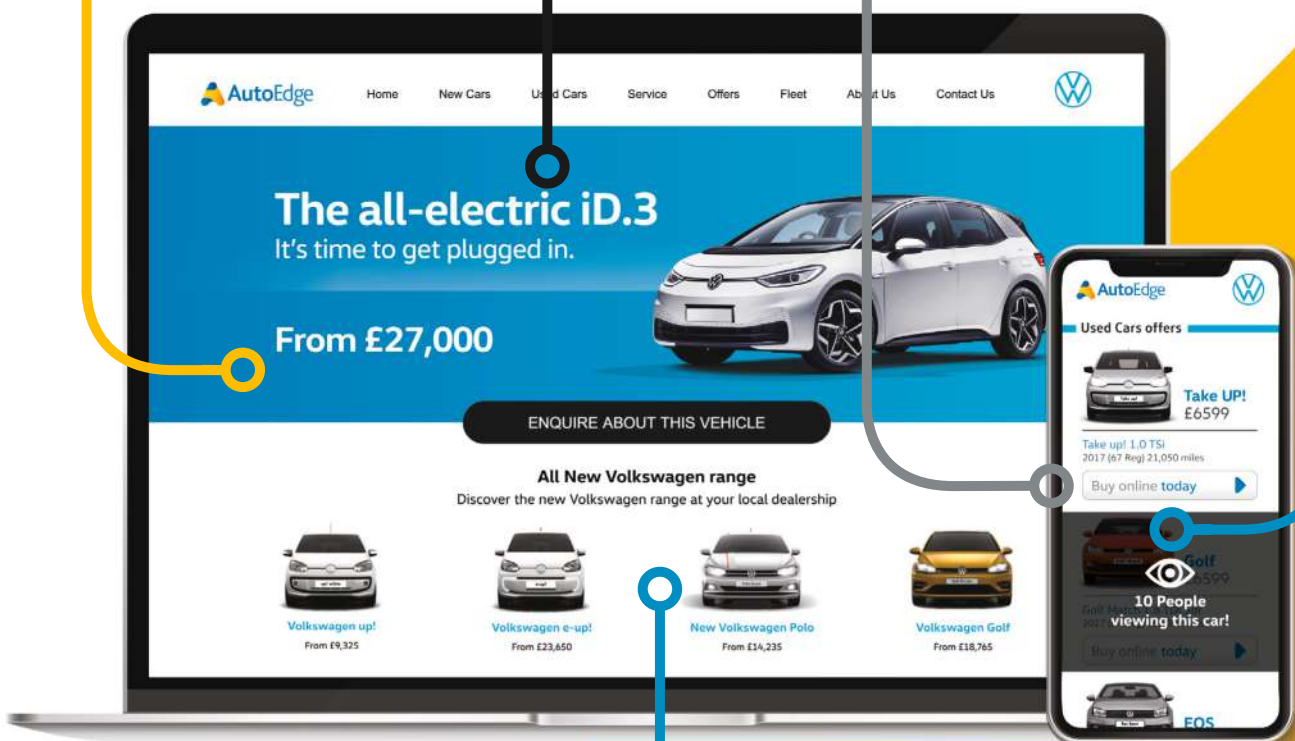 AutoEdge
Home New Cars Used Cars Service Offers Fleet About Us Contact Us
The all-electric iD.3
It's time to get plugged in.
From £27,000
ENQUIRE ABOUT THIS VEHICLE
All New Volkswagen range
Discover the new Volkswagen range at your local dealership
Volkswagen up!
From £9,325
Volkswagen e-up!
From £23,650
New Volkswagen Polo
From £14,235
Volkswagen Golf
From £18,765
AutoEdge
Used Cars offers
Take UP!
£6599
Take up! 1.0 TSi
2017 (67 Reg) 21,050 miles
Buy online today
Golf
10 People
viewing this car!
Buy online today
EOS